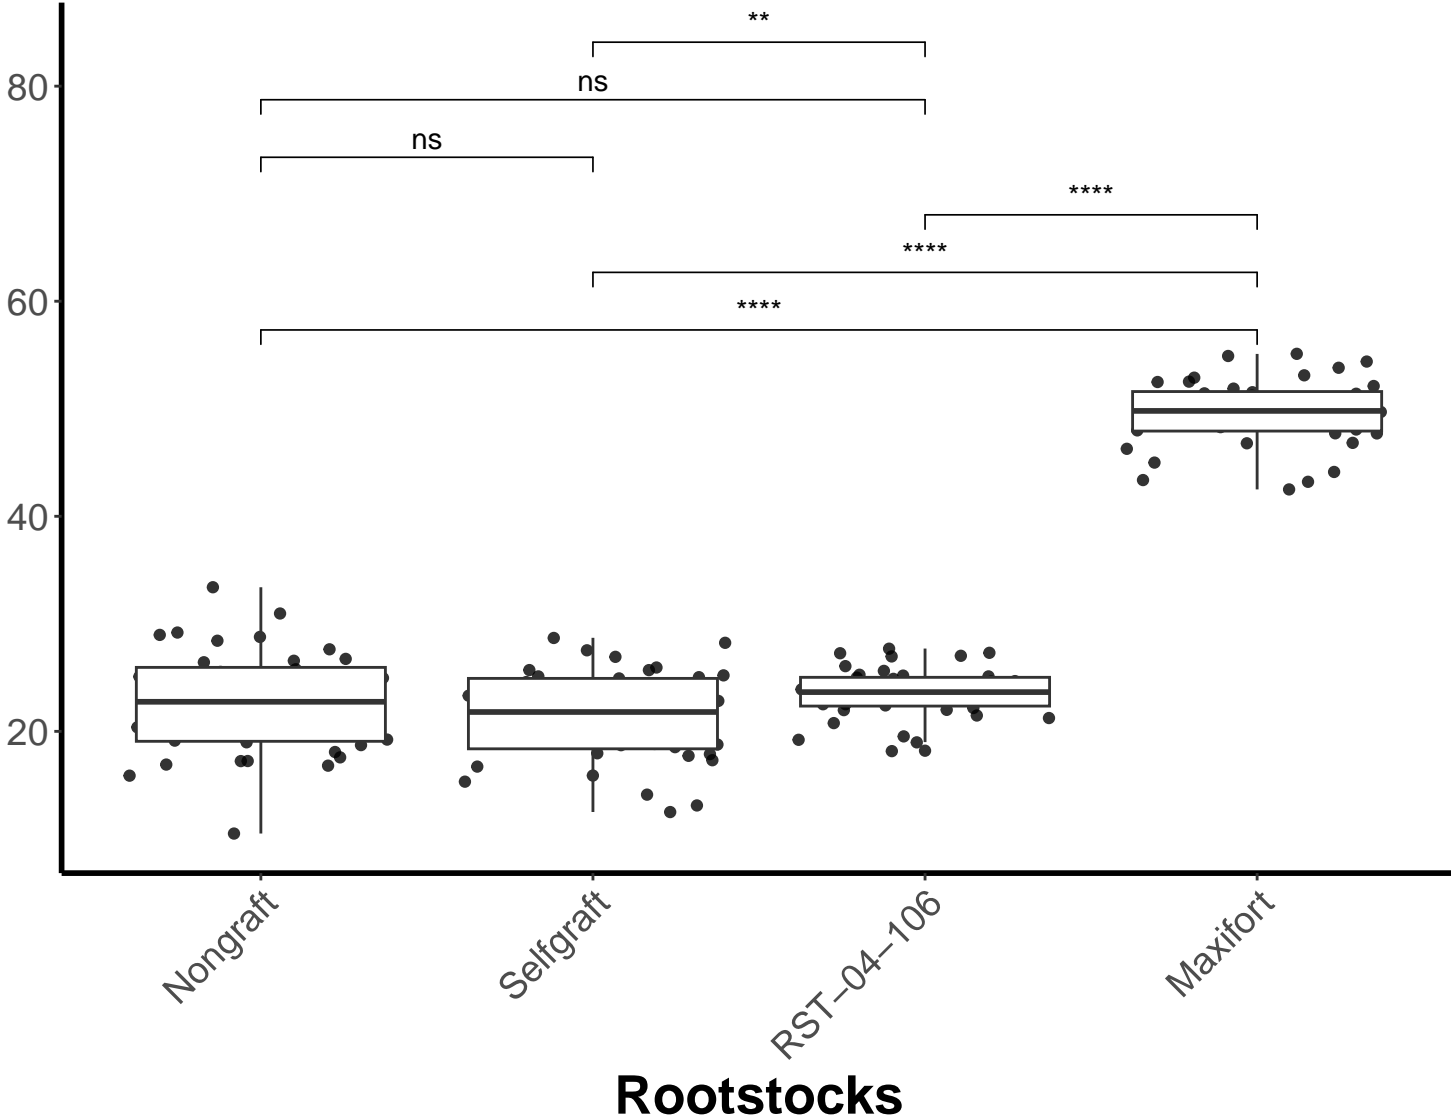 **
80
ns
ns
****
****
60
****
40
20
Nongraft
Selfgraft
RST–04–106
Maxifort
Rootstocks